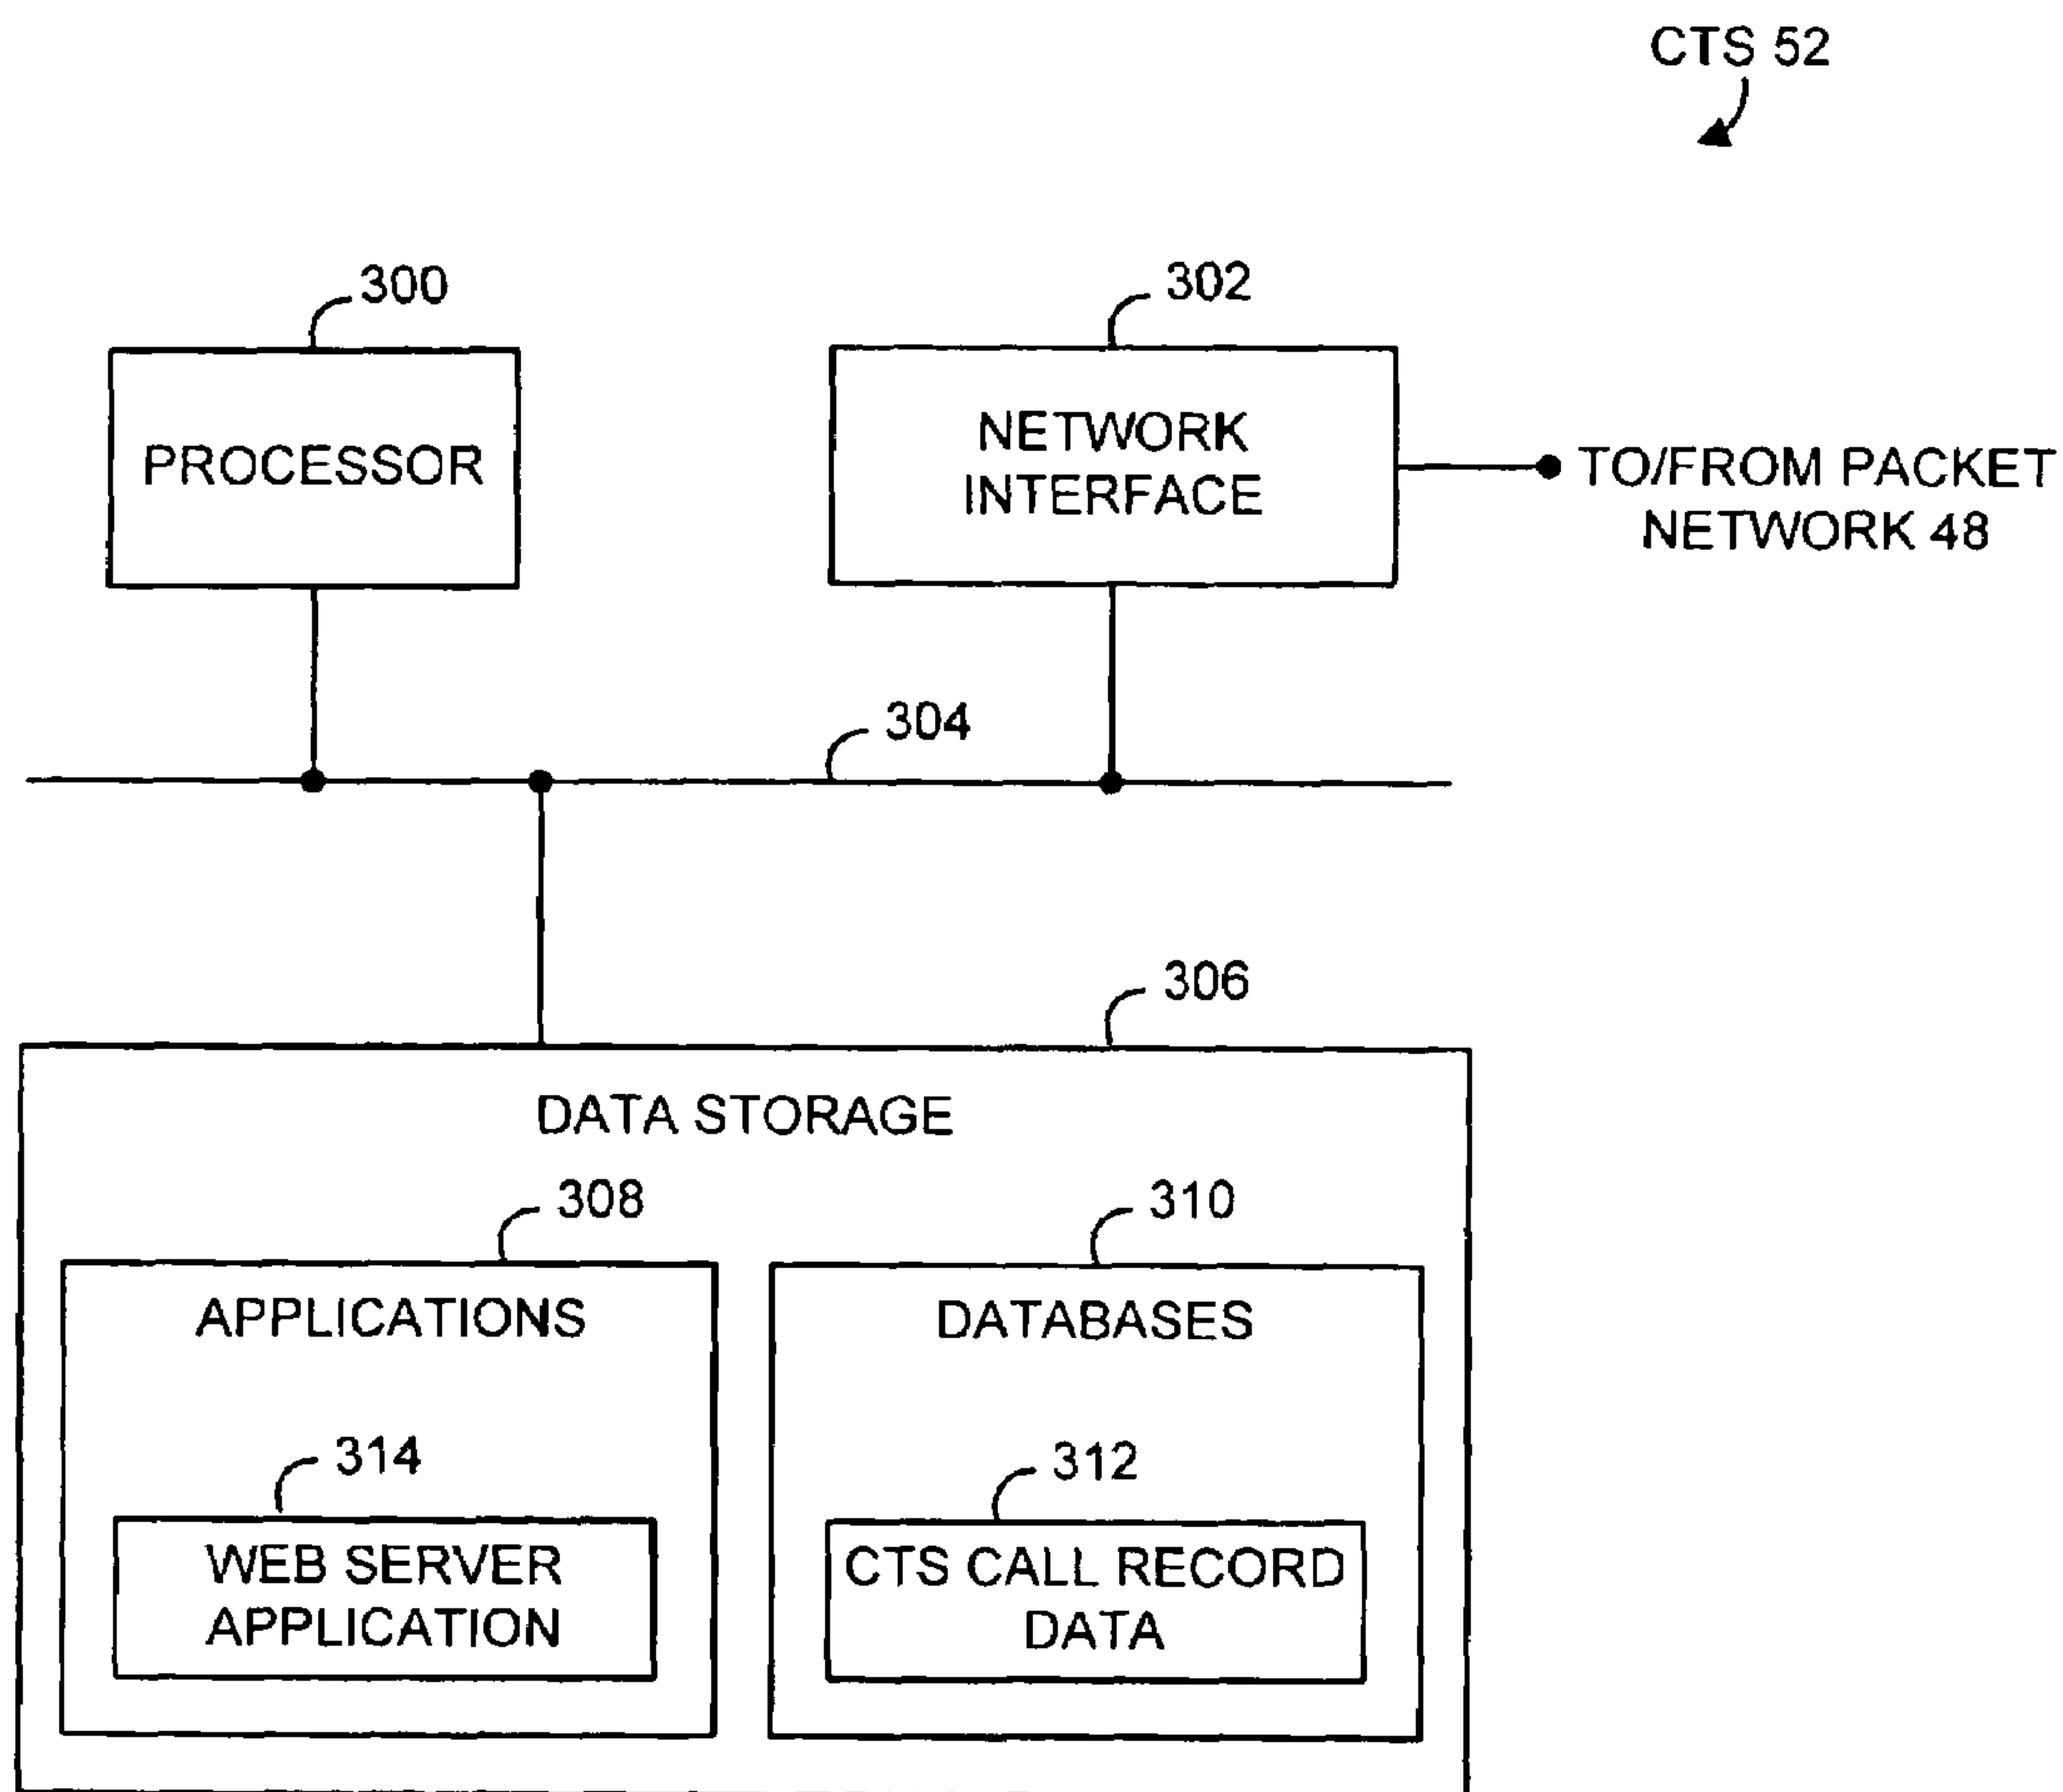 CTS 52
300
302
PROCESSOR
NETWORK
INTERFACE
TO/FROM PACKET
NETWORK 48
304
306
DATA STORAGE
308
310
APPLICATIONS
DATABASES
314
312
WEB SERVER
APPLICATION
CTS CALL RECORD
DATA